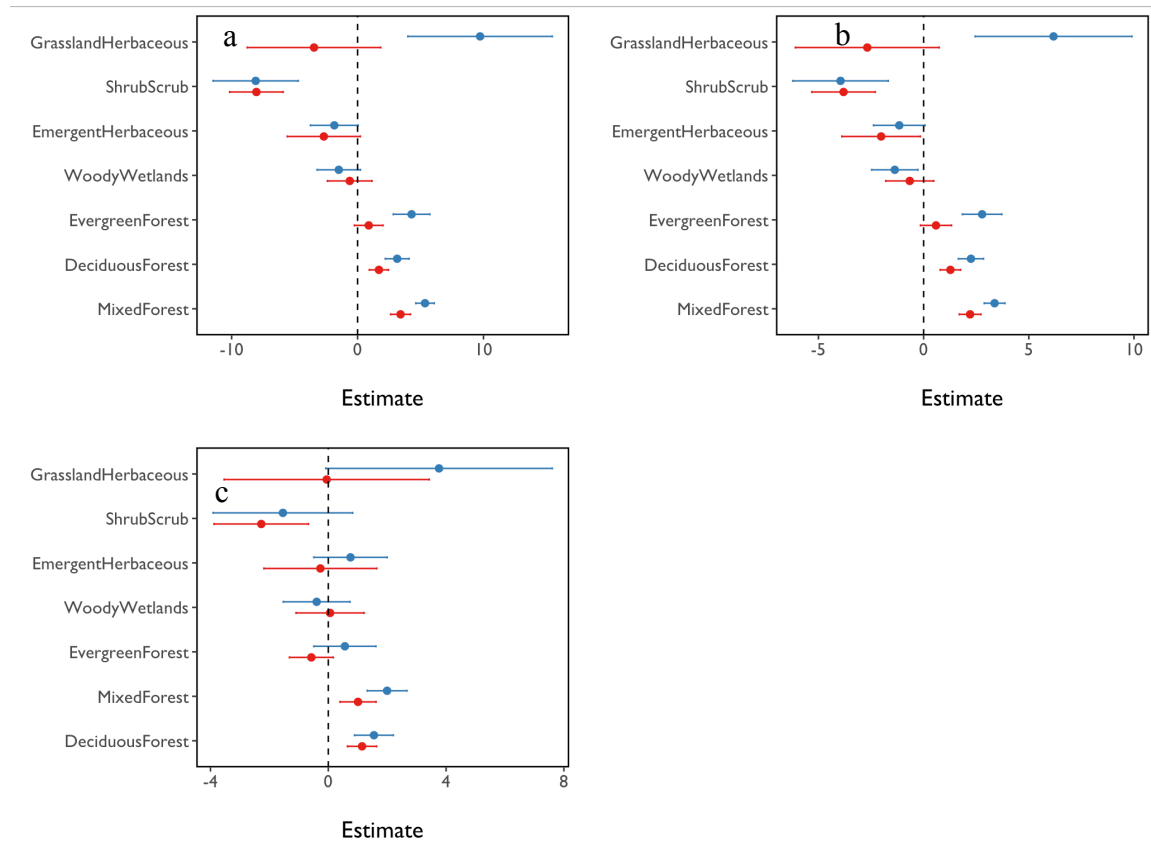 a
GrasslandHerbaceous
ShrubScrub
EmergentHerbaceous
WoodyWetlands
EvergreenForest
DeciduousForest
MixedForest
-10 0 10
Estimate
b
GrasslandHerbaceous
ShrubScrub
EmergentHerbaceous
WoodyWetlands
EvergreenForest
DeciduousForest
MixedForest
-5 0 5 10
Estimate
GrasslandHerbaceous
c
ShrubScrub
EmergentHerbaceous
WoodyWetlands
EvergreenForest
MixedForest
DeciduousForest
-4 0 4 8
Estimate